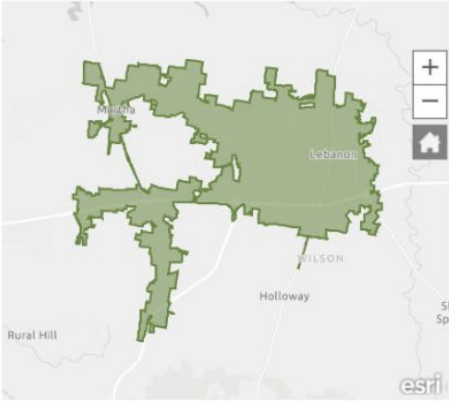 Martha
+
−
Lebanon
WILSON
Holloway
Rural Hill
esri